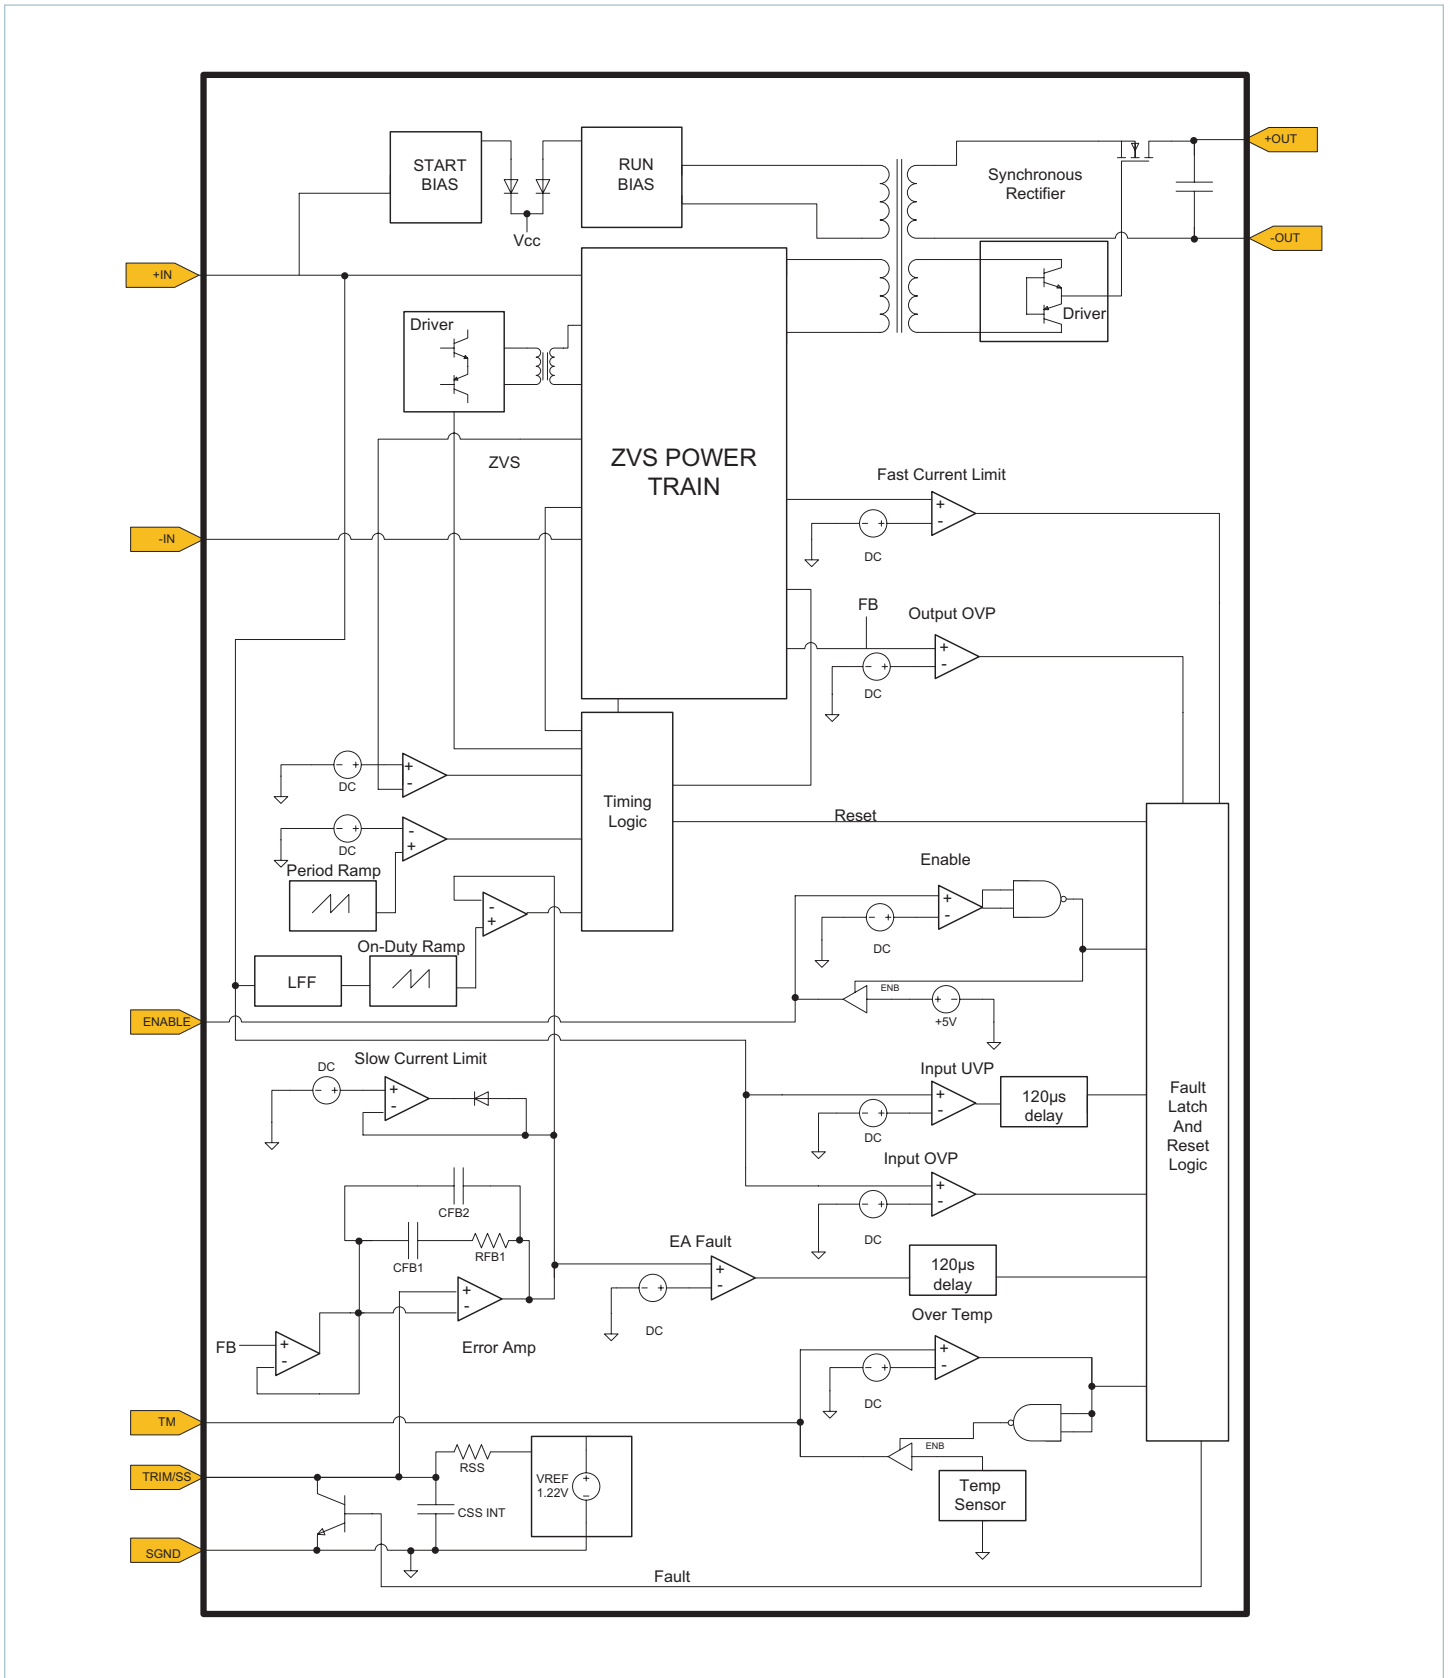 START
BIAS
RUN
BIAS
Vcc
Synchronous
Rectifier
+OUT
-OUT
+IN
Driver
Driver
ZVS
ZVS POWER
TRAIN
Fast Current Limit
+
-
- +
DC
-IN
FB
Output OVP
+
-
- +
DC
- +
DC
+
-
Timing
Logic
- +
DC
-
+
Period Ramp
Reset
Enable
+
-
- +
DC
-
+
On-Duty Ramp
LFF
ENB
+ -
+5V
ENABLE
Slow Current Limit
DC
- +
+
-
Input UVP
+
-
- +
DC
120µs
delay
Fault
Latch
And
Reset
Logic
Input OVP
+
-
- +
DC
CFB2
CFB1
RFB1
EA Fault
+
-
- +
DC
120µs
delay
+
-
Error Amp
FB
+
-
Over Temp
+
-
- +
DC
TM
ENB
TRIM/SS
RSS
VREF
1.22V
+
-
CSS INT
Temp
Sensor
SGND
Fault